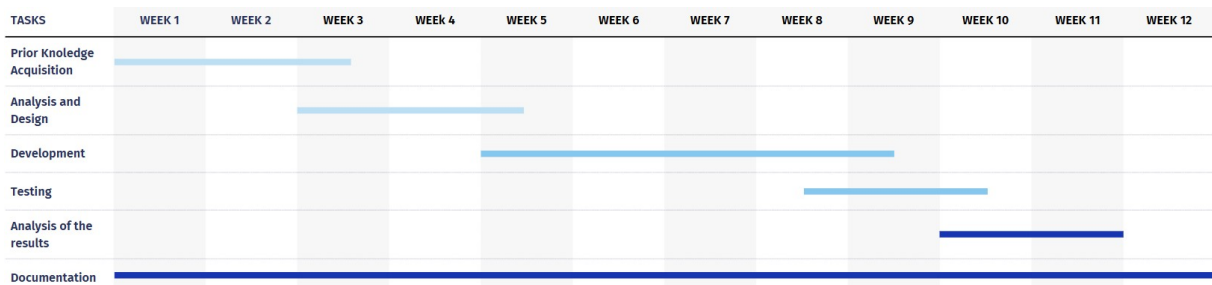 TASKS WEEK 1 WEEK 2 WEEK 3 WEEk 4 WEEK 5 WEEK 6 WEEK 7 WEEK 8 WEEK 9 WEEK 10 WEEK 11 WEEK 12
Prior Knoledge
Acquisition
Analysis and
Design
Development
Testing
Analysis of the
results
Documentation